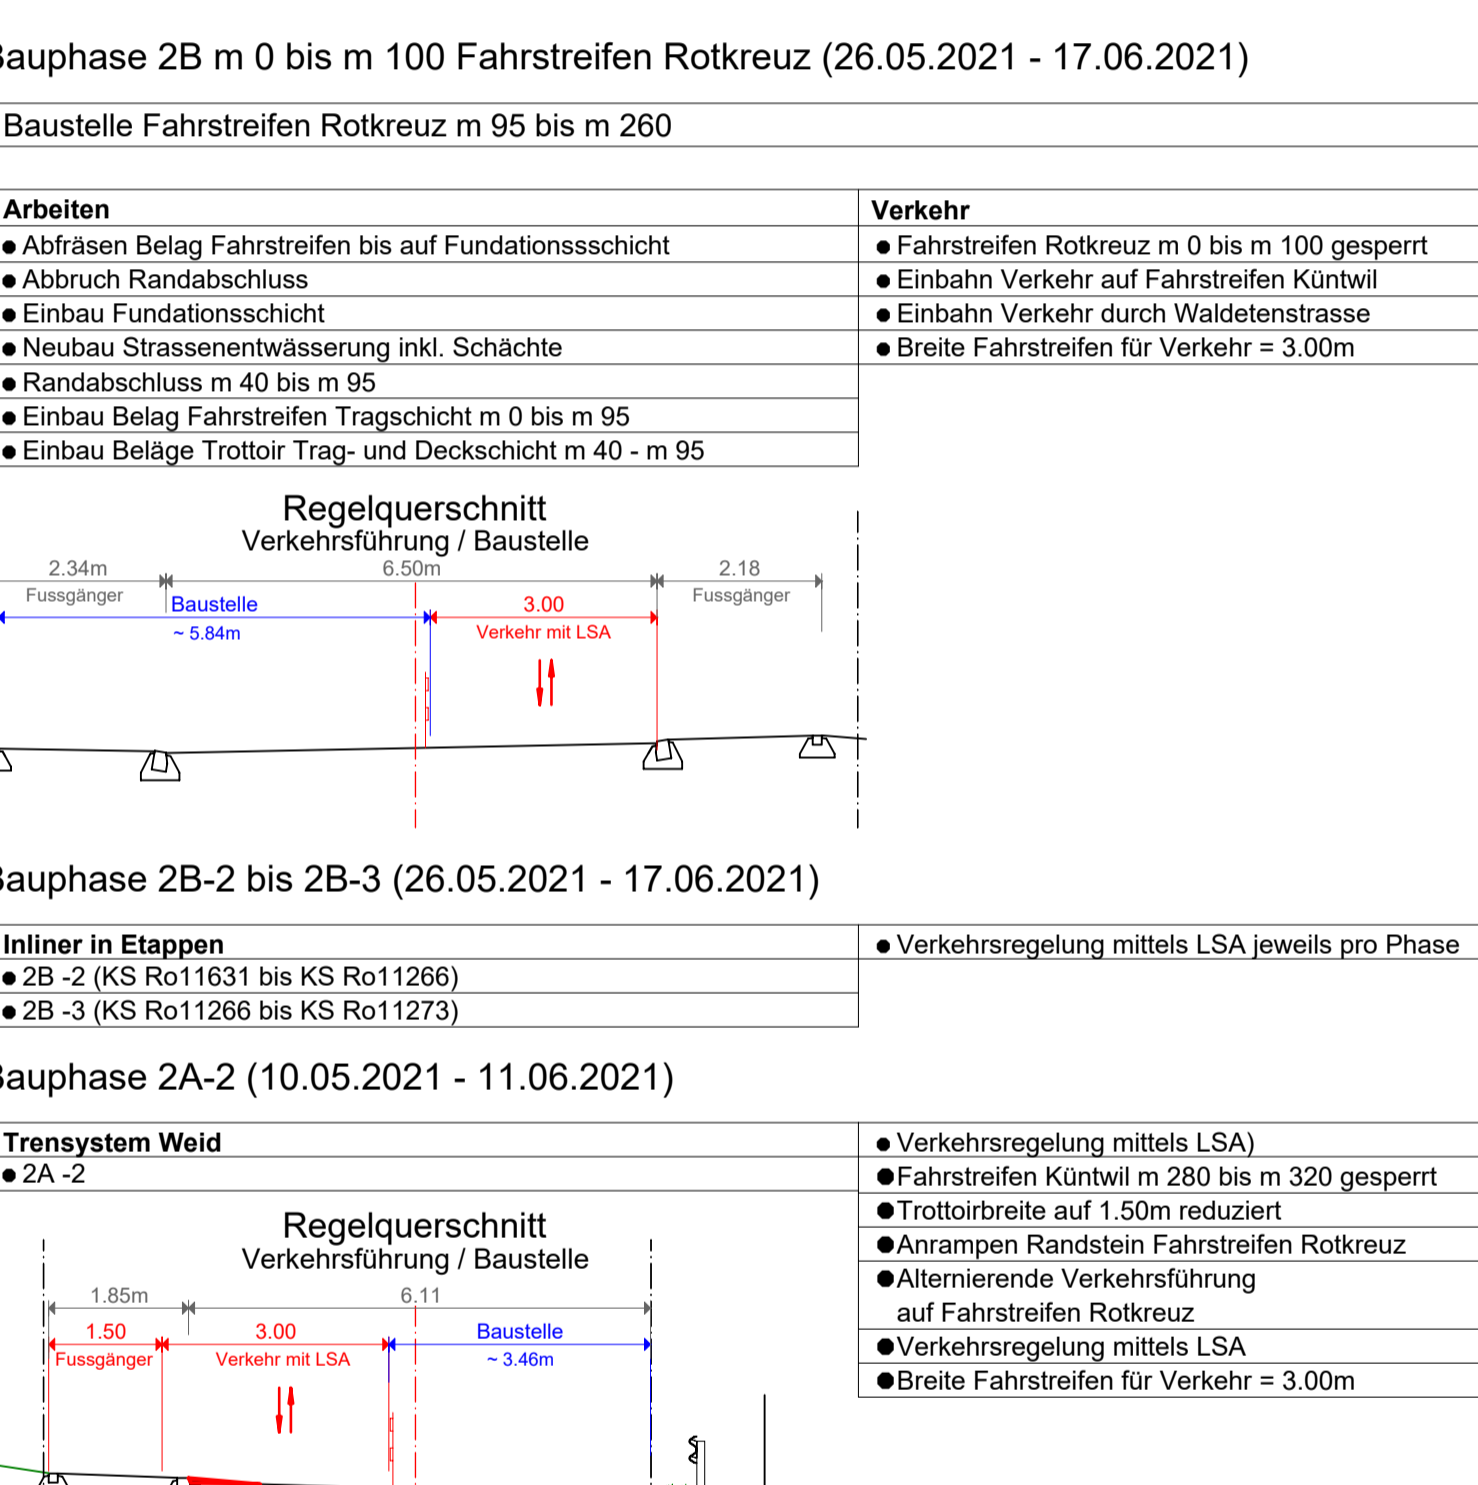 Bauphase 2B m 0 bis m 100 Fahrstreifen Rotkreuz (26.05.2021 - 17.06.2021)
Baustelle Fahrstreifen Rotkreuz m 95 bis m 260
Arbeiten
● Abfräsen Belag Fahrstreifen bis auf Fundationssschicht
● Abbruch Randabschluss
● Einbau Fundationsschicht
● Neubau Strassenentwässerung inkl. Schächte
● Randabschluss m 40 bis m 95
● Einbau Belag Fahrstreifen Tragschicht m 0 bis m 95
● Einbau Beläge Trottoir Trag- und Deckschicht m 40 - m 95
Verkehr
● Fahrstreifen Rotkreuz m 0 bis m 100 gesperrt
● Einbahn Verkehr auf Fahrstreifen Küntwil
● Einbahn Verkehr durch Waldetenstrasse
● Breite Fahrstreifen für Verkehr = 3.00m
Regelquerschnitt
Verkehrsführung / Baustelle
2.34m 6.50m 2.18
Fussgänger Fussgänger
Baustelle 3.00
~ 5.84m Verkehr mit LSA
Bauphase 2B-2 bis 2B-3 (26.05.2021 - 17.06.2021)
Inliner in Etappen
● 2B -2 (KS Ro11631 bis KS Ro11266)
● 2B -3 (KS Ro11266 bis KS Ro11273)
● Verkehrsregelung mittels LSA jeweils pro Phase
Bauphase 2A-2 (10.05.2021 - 11.06.2021)
Trensystem Weid
● 2A -2
● Verkehrsregelung mittels LSA)
● Fahrstreifen Küntwil m 280 bis m 320 gesperrt
● Trottoirbreite auf 1.50m reduziert
● Anrampen Randstein Fahrstreifen Rotkreuz
● Alternierende Verkehrsführung
auf Fahrstreifen Rotkreuz
● Verkehrsregelung mittels LSA
● Breite Fahrstreifen für Verkehr = 3.00m
Regelquerschnitt
Verkehrsführung / Baustelle
1.85m 6.11
1.50 3.00 Baustelle
Fussgänger Verkehr mit LSA ~ 3.46m